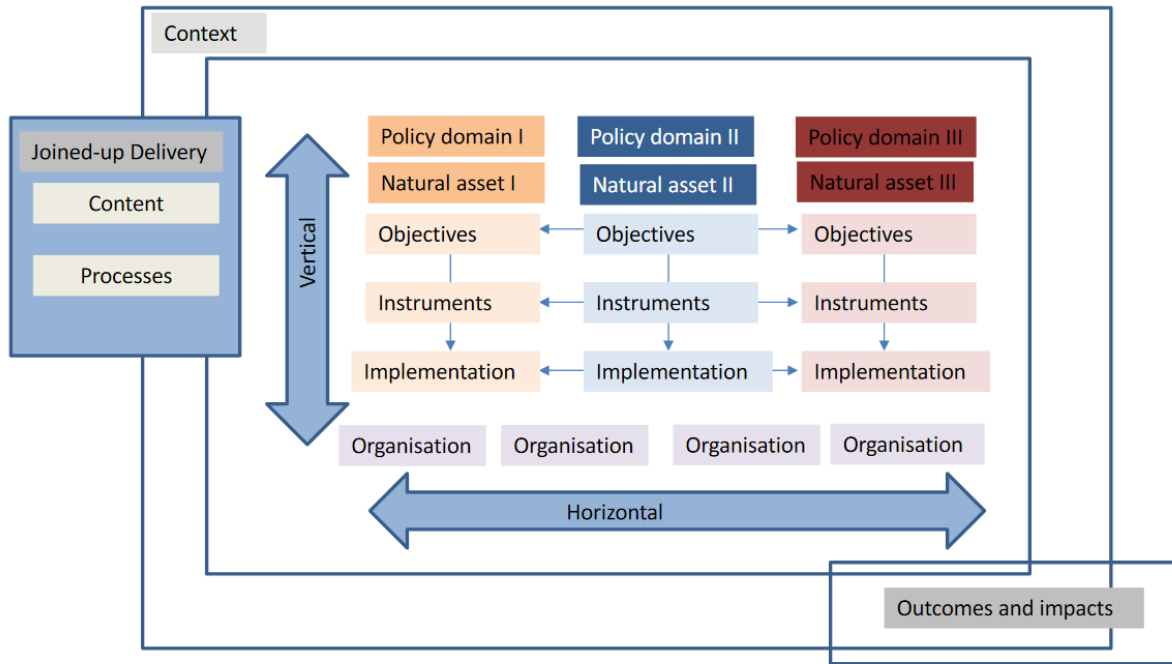 Context
Joined-up Delivery
Content
Processes
Vertical
Policy domain I
Policy domain II
Policy domain III
Natural asset I
Natural asset II
Natural asset III
Objectives
Objectives
Objectives
Instruments
Instruments
Instruments
Implementation
Implementation
Implementation
Organisation
Organisation
Organisation
Organisation
Horizontal
Outcomes and impacts